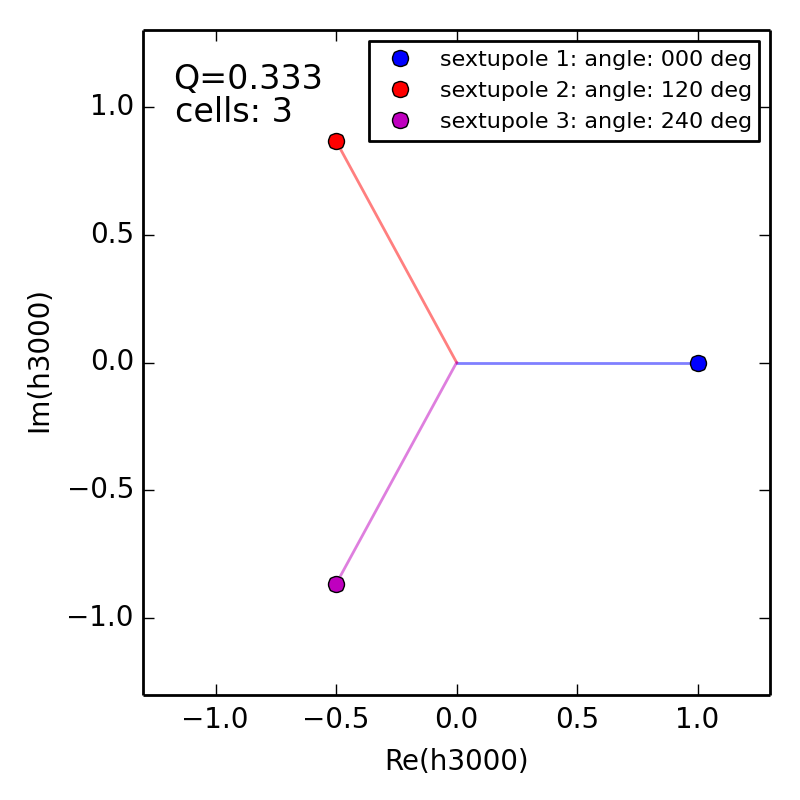 Q=0.333
cells: 3
sextupole 1: angle: 000 deg
sextupole 2: angle: 120 deg
sextupole 3: angle: 240 deg
1.0
0.5
0.0
−0.5
−1.0
Im(h3000)
−1.0 −0.5 0.0 0.5 1.0
Re(h3000)